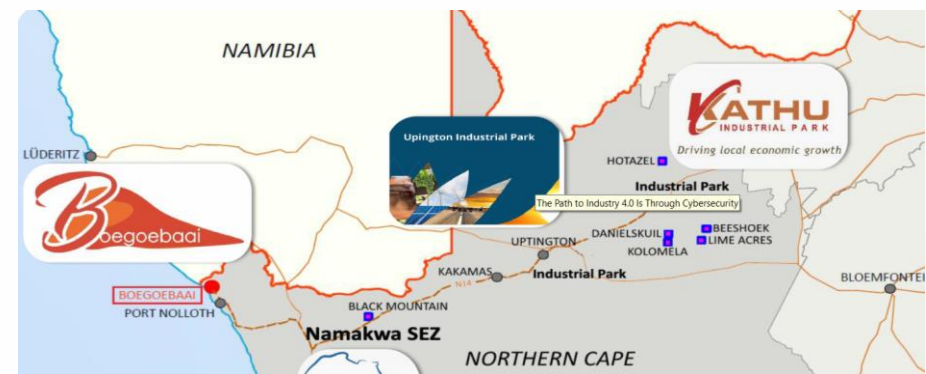 NAMIBIA
KATHU
INDUSTRIAL PARK
Driving local economic growth
Upington Industrial Park
LÜDERITZ
HOTAZEL
Industrial Park
Boegoebaai
The Path to Industry 4.0 Is Through Cybersecurity
DANIELSKUIL
BEESHOEK
LIME ACRES
KOLOMELA
UPTINGTON
Industrial Park
KAKAMAS
N14
BLOEMFONTEI
BOEGOEBAAI
PORT NOLLOTH
BLACK MOUNTAIN
Namakwa SEZ
NORTHERN CAPE